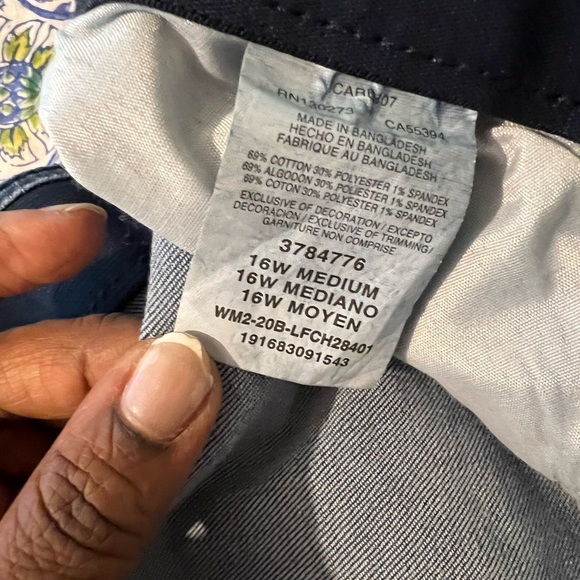 RN130273 CA55394
MADE IN BANGLADESH
HECHO EN BANGLADESH
FABRIQUE AU BANGLADESH
69% COTTON 30% POLYESTER 1% SPANDEX
69% ALGODON 30% POLIESTER 1% SPANDEX
69% COTON 30% POLYESTER 1% SPANDEX
EXCLUSIVE OF DECORATION / EXCEPTO
DECORACION / EXCLUSIVE OF TRIMMING /
GARNITURE NON COMPRISE
3784776
16W MEDIUM
16W MEDIANO
16W MOYEN
WM2-20B-LFCH28401
191683091543